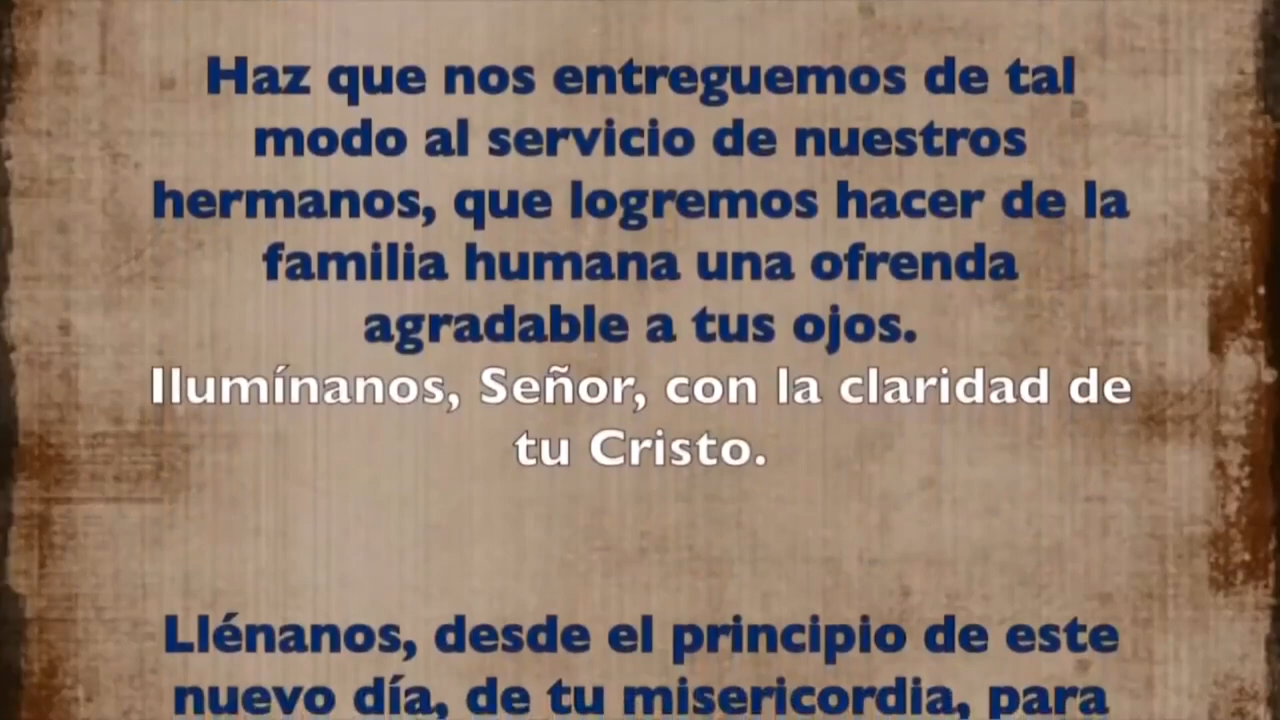 Haz que nos entreguemos de tal
modo al servicio de nuestros
hermanos, que logremos hacer de la
familia humana una ofrenda
agradable a tus ojos.
Ilumínanos, Señor, con la claridad de
tu Cristo.
Llénanos, desde el principio de este
nuevo día, de tu misericordia, para